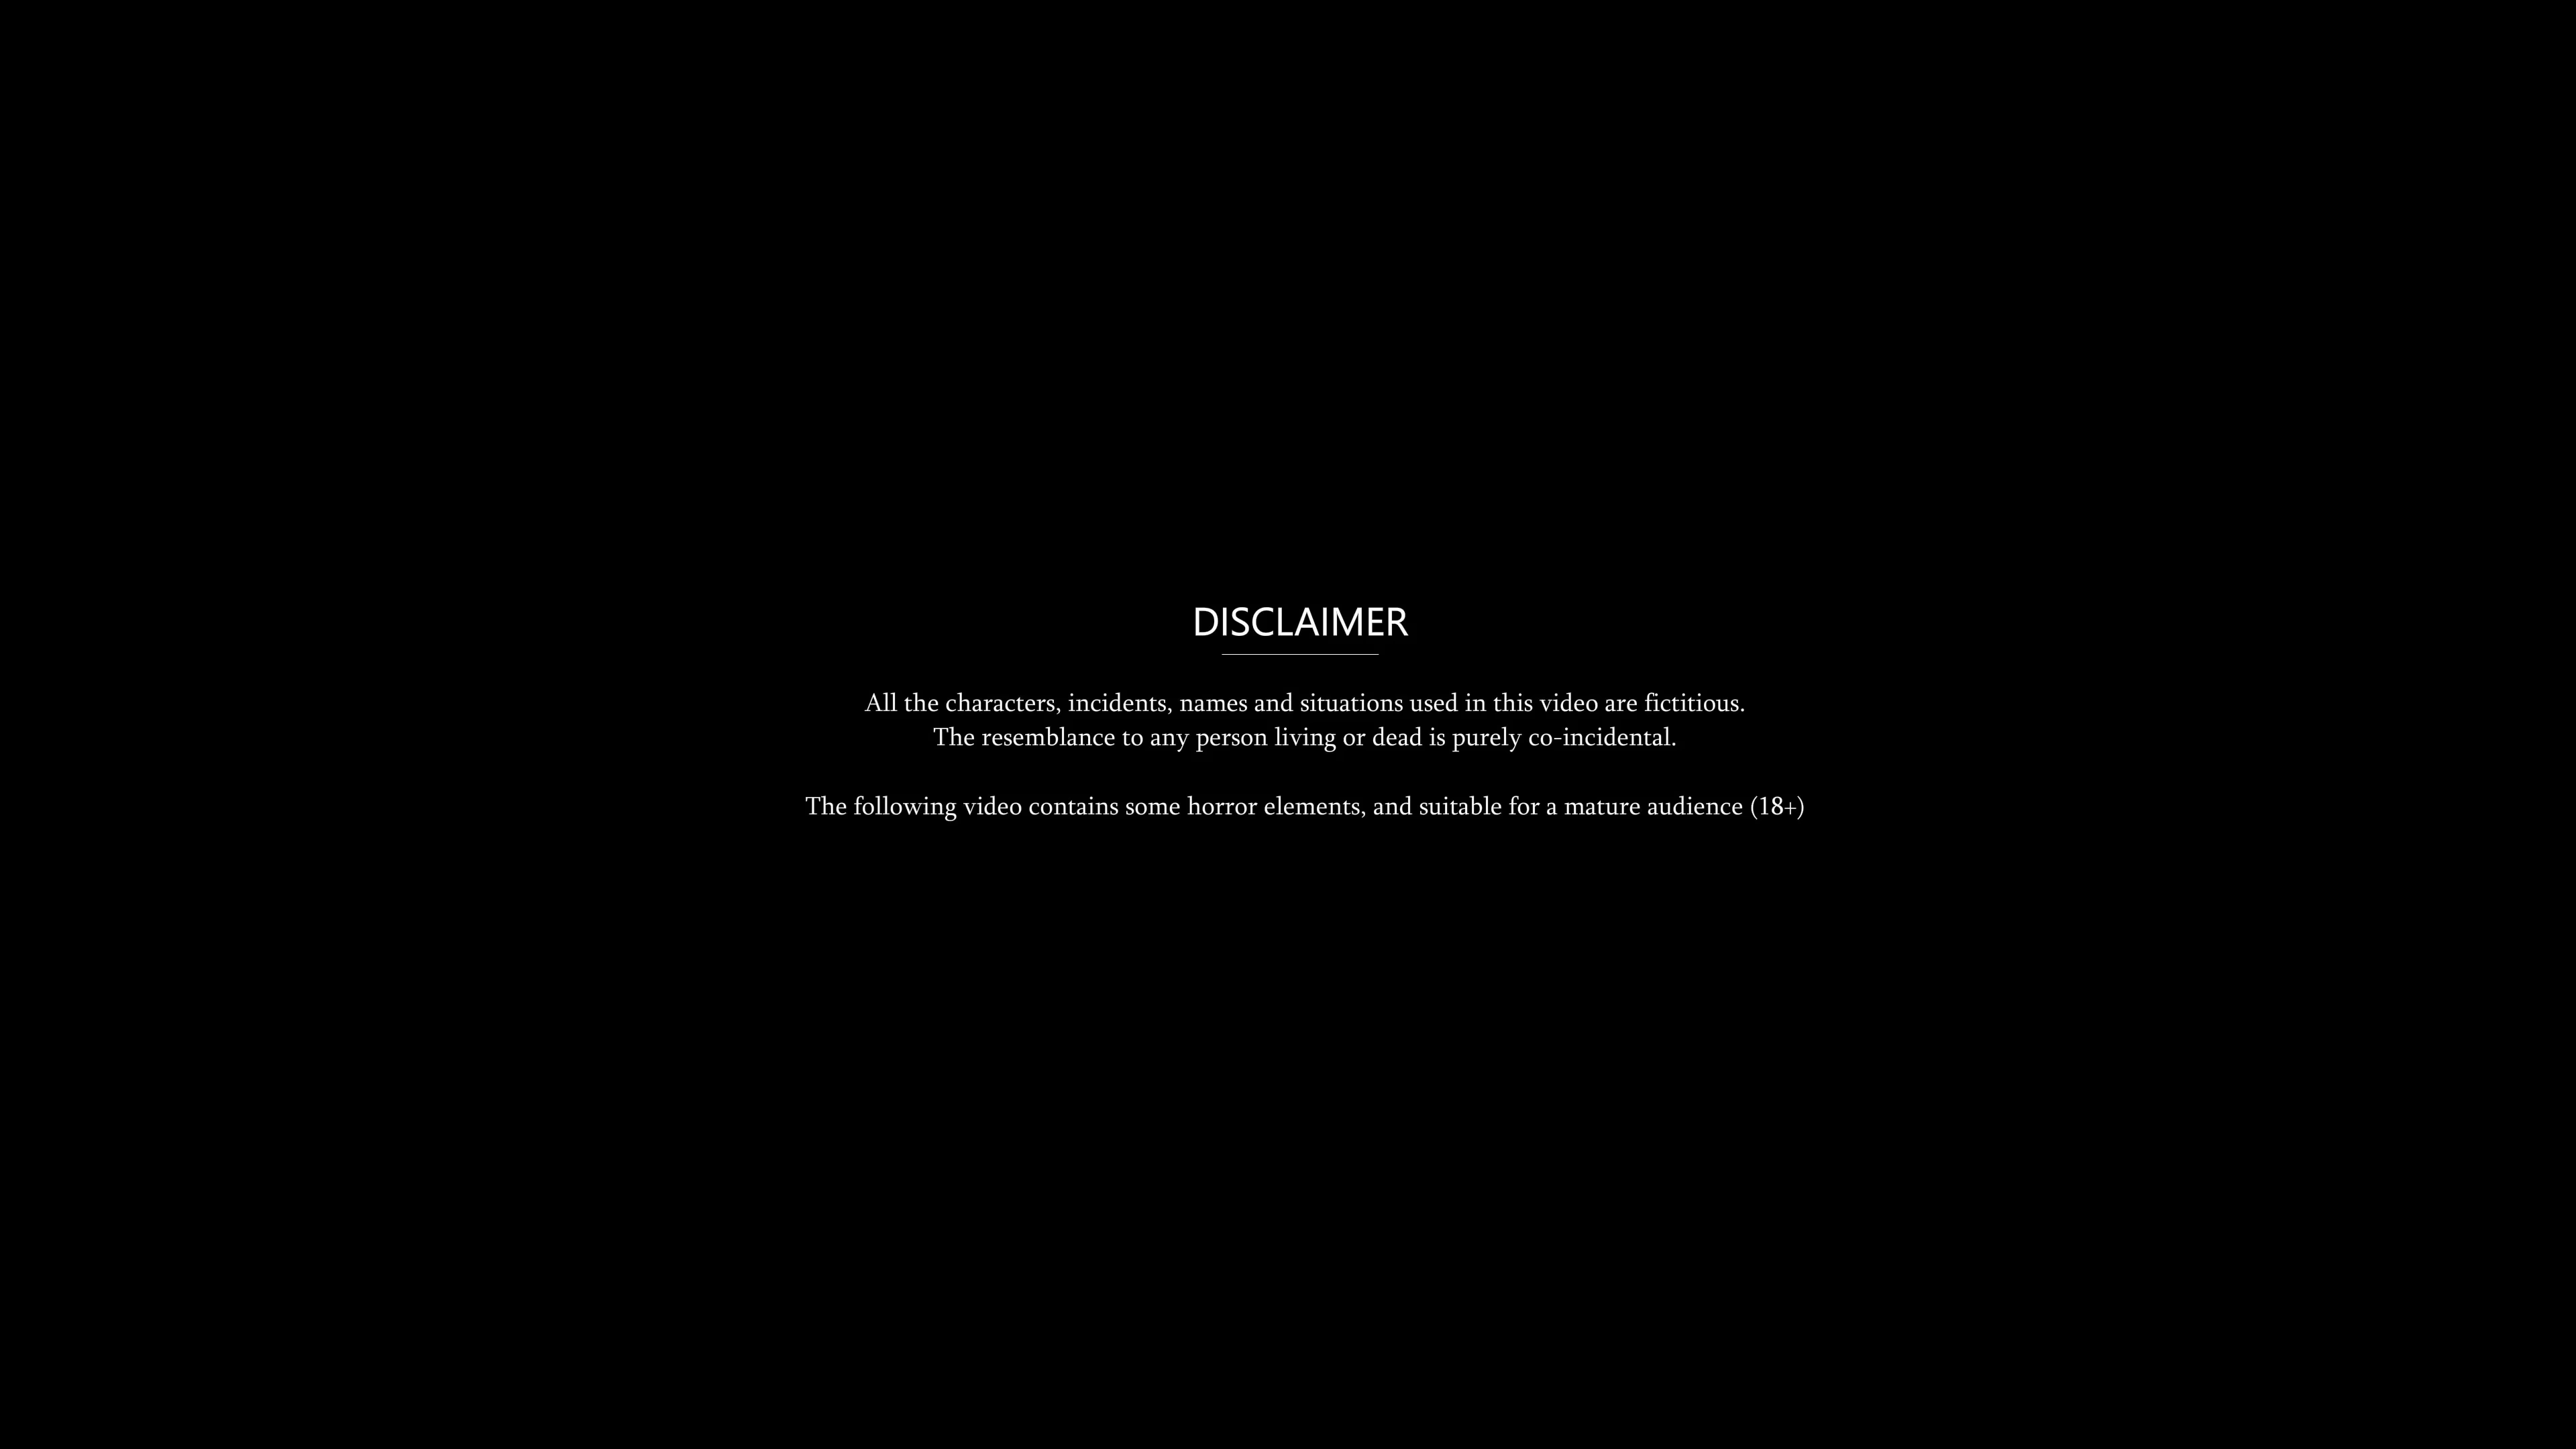 DISCLAIMER
All the characters, incidents, names and situations used in this video are fictitious.
The resemblance to any person living or dead is purely co-incidental.
The following video contains some horror elements, and suitable for a mature audience (18+)